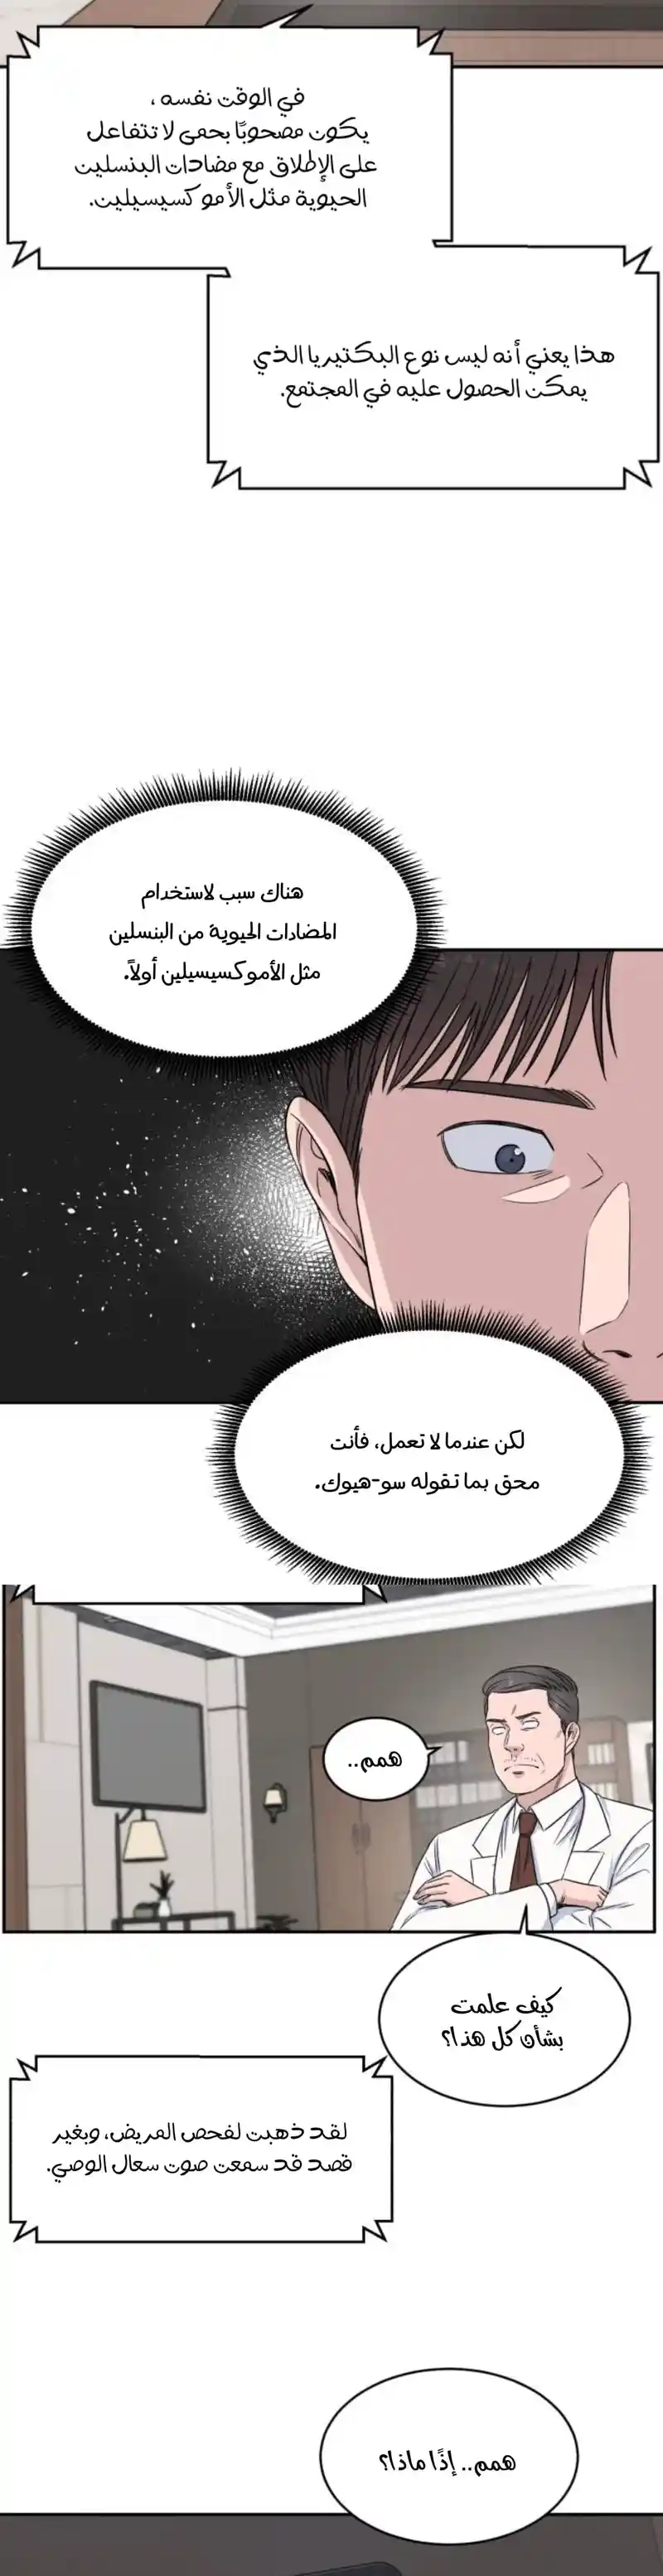 في الوقت نفسه ،
يكون مصحوبًا بحمى لا تتفاعل
على الإطلاق مع مضادات البنسلين
الحيوية مثل الأموكسيسيلين.
هذا يعني أنه ليس نوع البكتيريا الذي
يمكن الحصول عليه في المجتمع.
هناك سبب لاستخدام
المضادات الحيوية من البنسلين
مثل الأموكسيسيلين أولاً.
لكن عندما لا تعمل، فأنت
محق بما تقوله سو-هيوك.
همم..
كيف علمت
بشأن كل هذا؟
لقد ذهبت لفحص المريض، وبغير
قصد قد سمعت صوت سعال الوصي.
همم.. إذًا ماذا؟